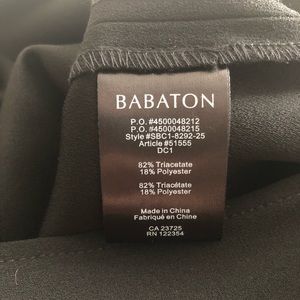 BABATON
P.O. #4500048212
P.O. #4500048215
Style #SBC1-8292-25
Article #51555
DC1
82% Triacetate
18% Polyester
82% Triacétate
18% Polyester
Made in China
Fabriqué en Chine
CA 23725
RN 122354